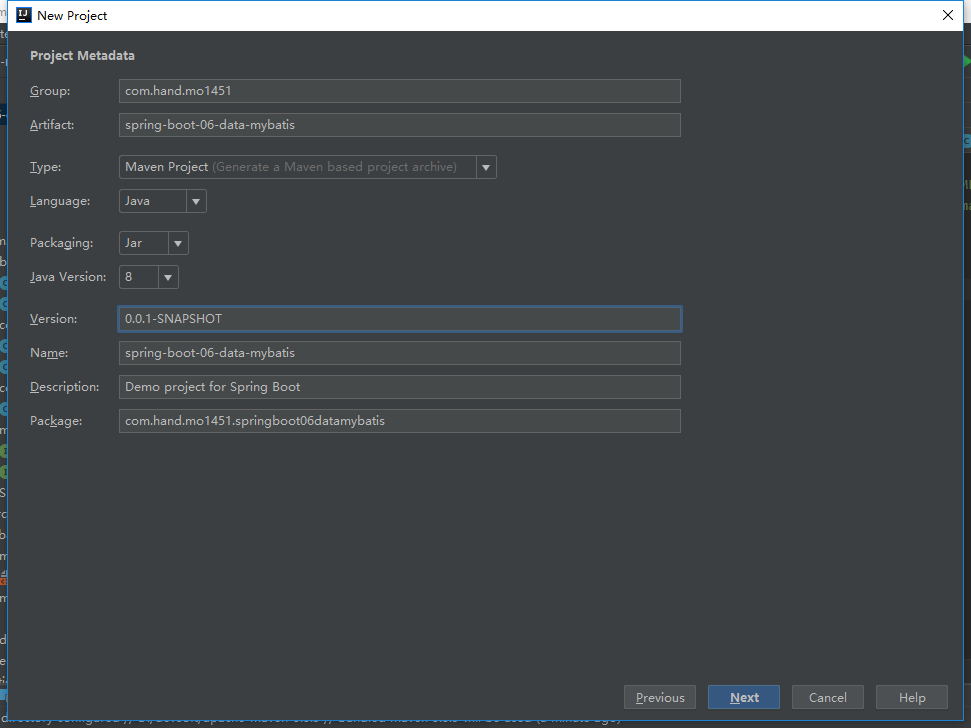 New Project
Project Metadata
Group: com.hand.mo1451
Artifact: spring-boot-06-data-mybatis
Type: Maven Project (Generate a Maven based project archive)
Language: Java
Packaging: Jar
Java Version: 8
Version: 0.0.1-SNAPSHOT
Name: spring-boot-06-data-mybatis
Description: Demo project for Spring Boot
Package: com.hand.mo1451.springboot06datamybatis
Previous Next Cancel Help